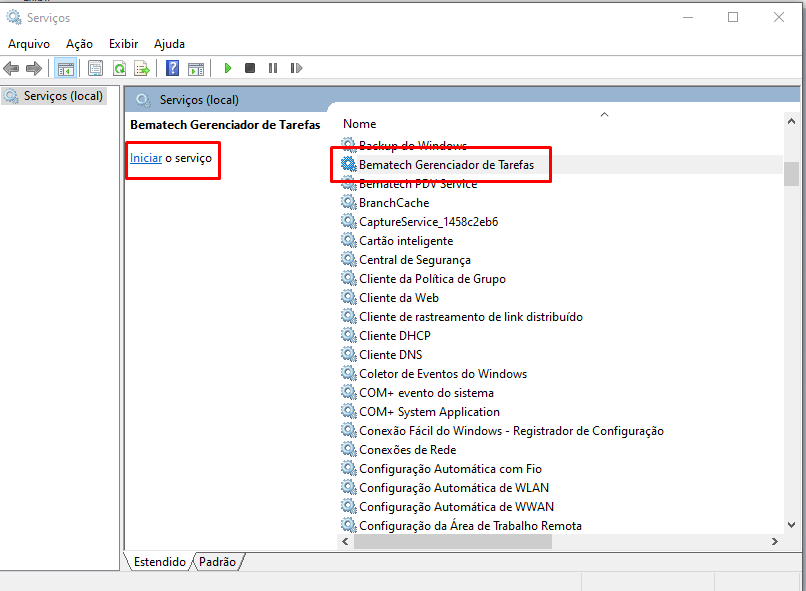 Serviços
Arquivo Ação Exibir Ajuda
Serviços (local)
Serviços (local)
Bematech Gerenciador de Tarefas
Iniciar o serviço
Nome
Backup do Windows
Bematech Gerenciador de Tarefas
Bematech PDV Service
BranchCache
CaptureService_1458c2eb6
Cartão inteligente
Central de Segurança
Cliente da Política de Grupo
Cliente da Web
Cliente de rastreamento de link distribuído
Cliente DHCP
Cliente DNS
Coletor de Eventos do Windows
COM+ evento do sistema
COM+ System Application
Conexão Fácil do Windows - Registrador de Configuração
Conexões de Rede
Configuração Automática com Fio
Configuração Automática de WLAN
Configuração Automática de WWAN
Configuração da Área de Trabalho Remota
Estendido Padrão